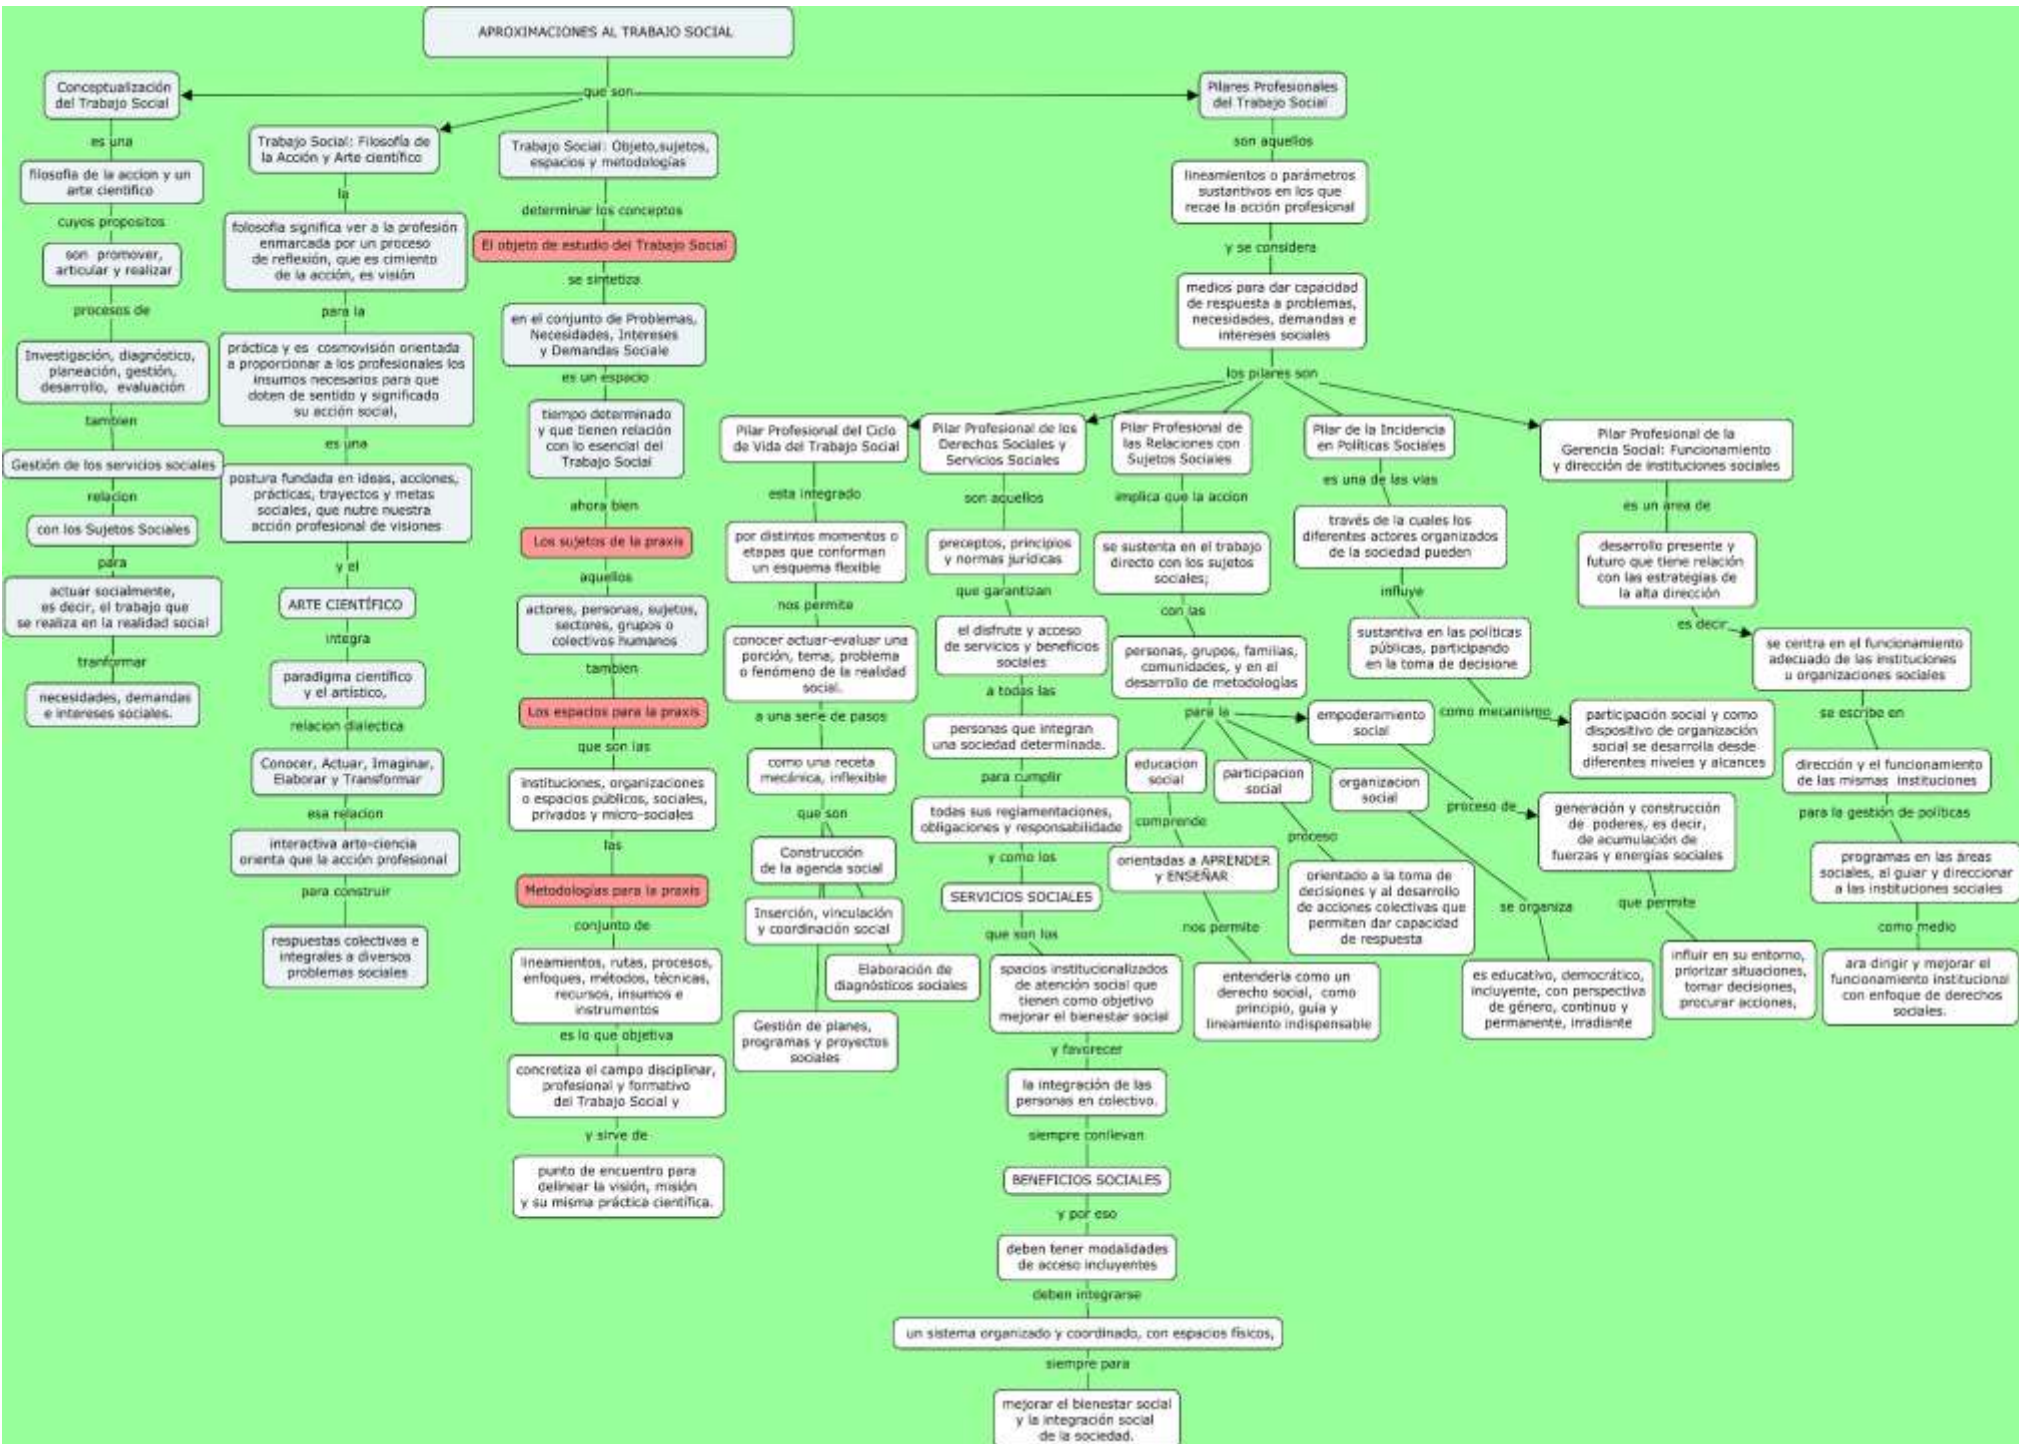 APROXIMACIONES AL TRABAJO SOCIAL
que son
Conceptualización
del Trabajo Social
es una
filosofia de la accion y un
arte cientifico
cuyos propositos
son promover,
articular y realizar
procesos de
Investigación, diagnóstico,
planeación, gestión,
desarrollo, evaluación
tambien
Gestión de los servicios sociales
relacion
con los Sujetos Sociales
para
actuar socialmente,
es decir, el trabajo que
se realiza en la realidad social
tranformar
necesidades, demandas
e intereses sociales.
Trabajo Social: Filosofía de
la Acción y Arte científico
la
folosofia significa ver a la profesión
enmarcada por un proceso
de reflexión, que es cimiento
de la acción, es visión
para la
práctica y es cosmovisión orientada
a proporcionar a los profesionales los
insumos necesarios para que
doten de sentido y significado
su acción social,
es una
postura fundada en ideas, acciones,
prácticas, trayectos y metas
sociales, que nutre nuestra
acción profesional de visiones
y el
ARTE CIENTÍFICO
integra
paradigma científico
y el artístico,
relacion dialectica
Conocer, Actuar, Imaginar,
Elaborar y Transformar
esa relacion
interactiva arte-ciencia
orienta que la acción profesional
para construir
respuestas colectivas e
integrales a diversos
problemas sociales
Trabajo Social: Objeto,sujetos,
espacios y metodologías
determinar los conceptos
El objeto de estudio del Trabajo Social
se sintetiza
en el conjunto de Problemas,
Necesidades, Intereses
y Demandas Sociale
es un espacio
tiempo determinado
y que tienen relación
con lo esencial del
Trabajo Social
ahora bien
Los sujetos de la praxis
aquellos
actores, personas, sujetos,
sectores, grupos o
colectivos humanos
tambien
Los espacios para la praxis
que son las
instituciones, organizaciones
o espacios públicos, sociales,
privados y micro-sociales
las
Metodologías para la praxis
conjunto de
lineamientos, rutas, procesos,
enfoques, métodos, técnicas,
recursos, insumos e
instrumentos
es lo que objetiva
concretiza el campo disciplinar,
profesional y formativo
del Trabajo Social y
y sirve de
punto de encuentro para
delinear la visión, misión
y su misma práctica científica.
Pilares Profesionales
del Trabajo Social
son aquellos
lineamientos o parámetros
sustantivos en los que
recae la acción profesional
y se considera
medios para dar capacidad
de respuesta a problemas,
necesidades, demandas e
intereses sociales
los pilares son
Pilar Profesional del Ciclo
de Vida del Trabajo Social
esta integrado
por distintos momentos o
etapas que conforman
un esquema flexible
nos permite
conocer actuar-evaluar una
porción, tema, problema
o fenómeno de la realidad
social.
a una serie de pasos
como una receta
mecánica, inflexible
que son
Construcción
de la agenda social
Inserción, vinculación
y coordinación social
Elaboración de
diagnósticos sociales
Gestión de planes,
programas y proyectos
sociales
Pilar Profesional de los
Derechos Sociales y
Servicios Sociales
son aquellos
preceptos, principios
y normas jurídicas
que garantizan
el disfrute y acceso
de servicios y beneficios
sociales
a todas las
personas que integran
una sociedad determinada.
para cumplir
todas sus reglamentaciones,
obligaciones y responsabilidade
y como los
SERVICIOS SOCIALES
que son los
spacios institucionalizados
de atención social que
tienen como objetivo
mejorar el bienestar social
y favorecer
la integración de las
personas en colectivo.
siempre conllevan
BENEFICIOS SOCIALES
y por eso
deben tener modalidades
de acceso incluyentes
deben integrarse
un sistema organizado y coordinado, con espacios físicos,
siempre para
mejorar el bienestar social
y la integración social
de la sociedad.
Pilar Profesional de
las Relaciones con
Sujetos Sociales
implica que la accion
se sustenta en el trabajo
directo con los sujetos
sociales;
con las
personas, grupos, familias,
comunidades, y en el
desarrollo de metodologías
para la
educacion
social
comprende
orientadas a APRENDER
y ENSEÑAR
nos permite
entenderla como un
derecho social, como
principio, guía y
lineamiento indispensable
participacion
social
proceso
orientado a la toma de
decisiones y al desarrollo
de acciones colectivas que
permiten dar capacidad
de respuesta
organizacion
social
se organiza
es educativo, democrático,
incluyente, con perspectiva
de género, continuo y
permanente, irradiante
empoderamiento
social
proceso de
generación y construcción
de poderes, es decir,
de acumulación de
fuerzas y energías sociales
que permite
influir en su entorno,
priorizar situaciones,
tomar decisiones,
procurar acciones,
Pilar de la Incidencia
en Políticas Sociales
es una de las vias
través de la cuales los
diferentes actores organizados
de la sociedad pueden
influye
sustantiva en las políticas
públicas, participando
en la toma de decisione
como mecanismo
participación social y como
dispositivo de organización
social se desarrolla desde
diferentes niveles y alcances
Pilar Profesional de la
Gerencia Social: Funcionamiento
y dirección de instituciones sociales
es un area de
desarrollo presente y
futuro que tiene relación
con las estrategias de
la alta dirección
es decir
se centra en el funcionamiento
adecuado de las instituciones
u organizaciones sociales
se escribe en
dirección y el funcionamiento
de las mismas instituciones
para la gestión de políticas
programas en las áreas
sociales, al guiar y direccionar
a las instituciones sociales
como medio
ara dirigir y mejorar el
funcionamiento institucional
con enfoque de derechos
sociales.